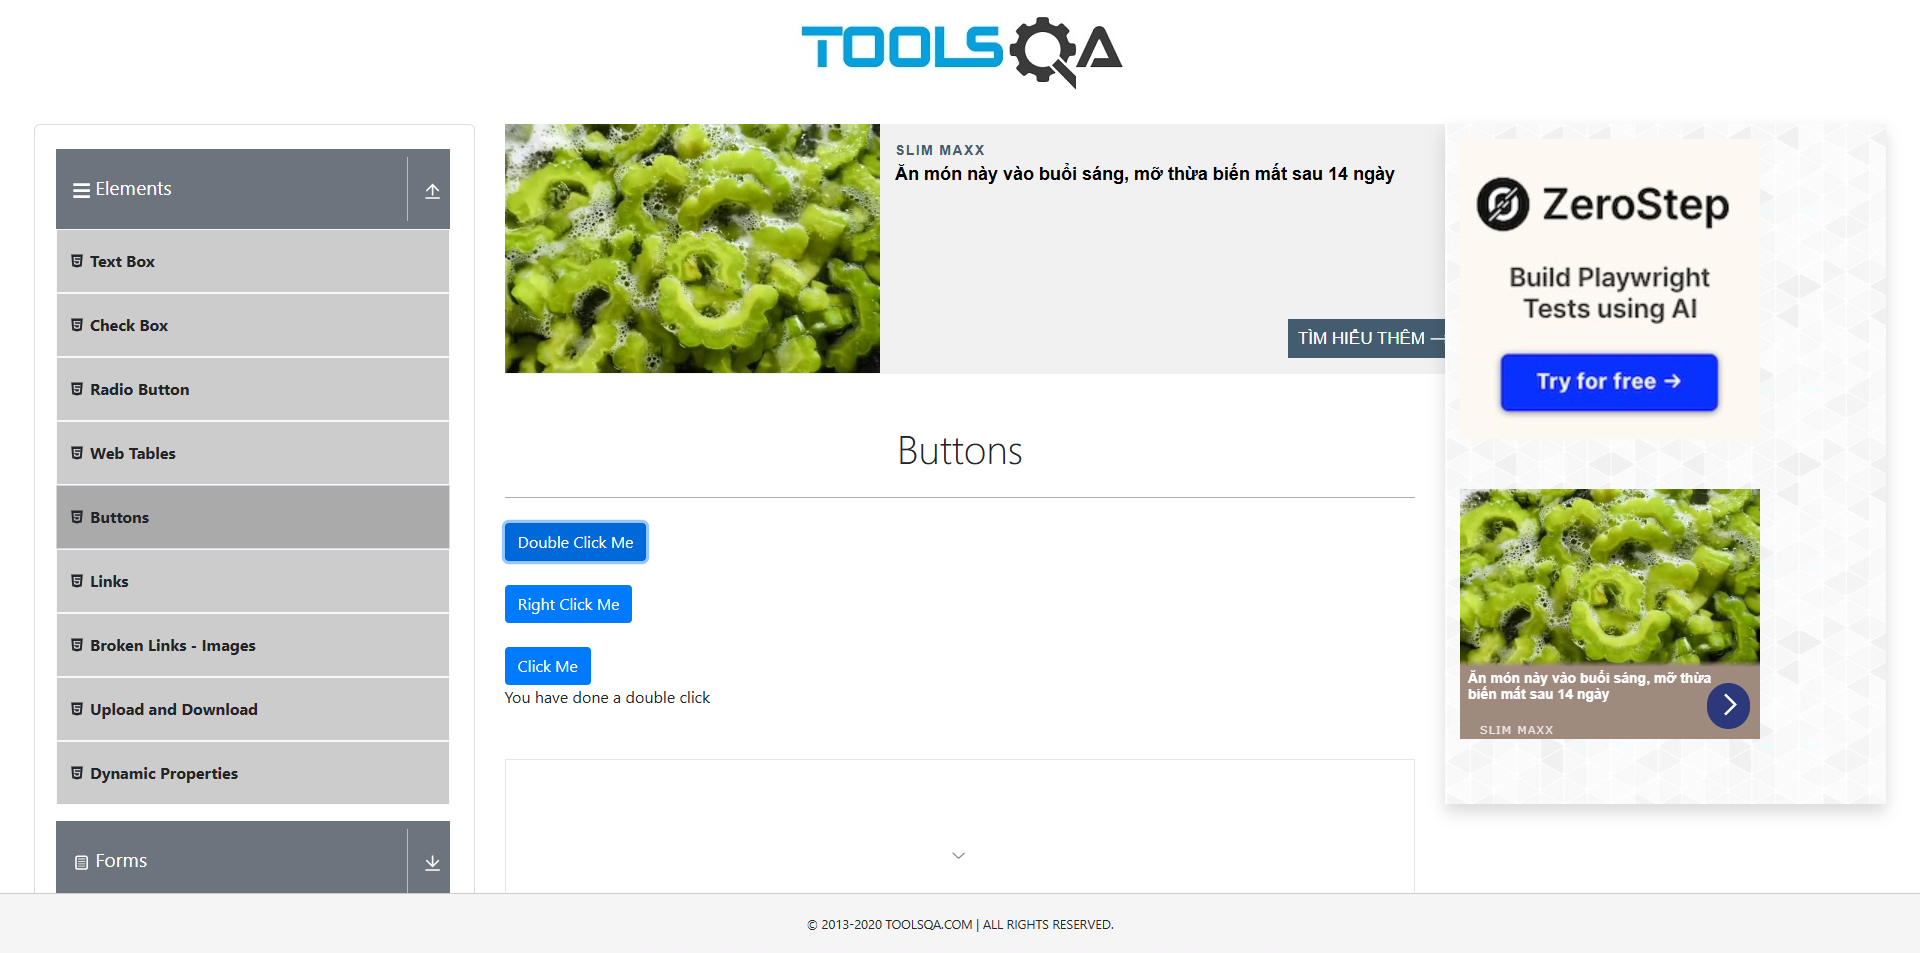 TOOLSQA
Elements
Text Box
Check Box
Radio Button
Web Tables
Buttons
Links
Broken Links - Images
Upload and Download
Dynamic Properties
Forms
SLIM MAXX
Ăn món này vào buổi sáng, mỡ thừa biến mất sau 14 ngày
TÌM HIỂU THÊM
Buttons
Double Click Me
Right Click Me
Click Me
You have done a double click
ZeroStep
Build Playwright
Tests using AI
Try for free →
Ăn món này vào buổi sáng, mỡ thừa
biến mất sau 14 ngày
SLIM MAXX
© 2013-2020 TOOLSQA.COM | ALL RIGHTS RESERVED.